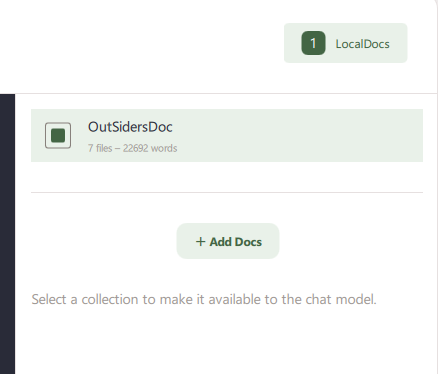 1 LocalDocs
OutSidersDoc
7 files – 22692 words
+ Add Docs
Select a collection to make it available to the chat model.